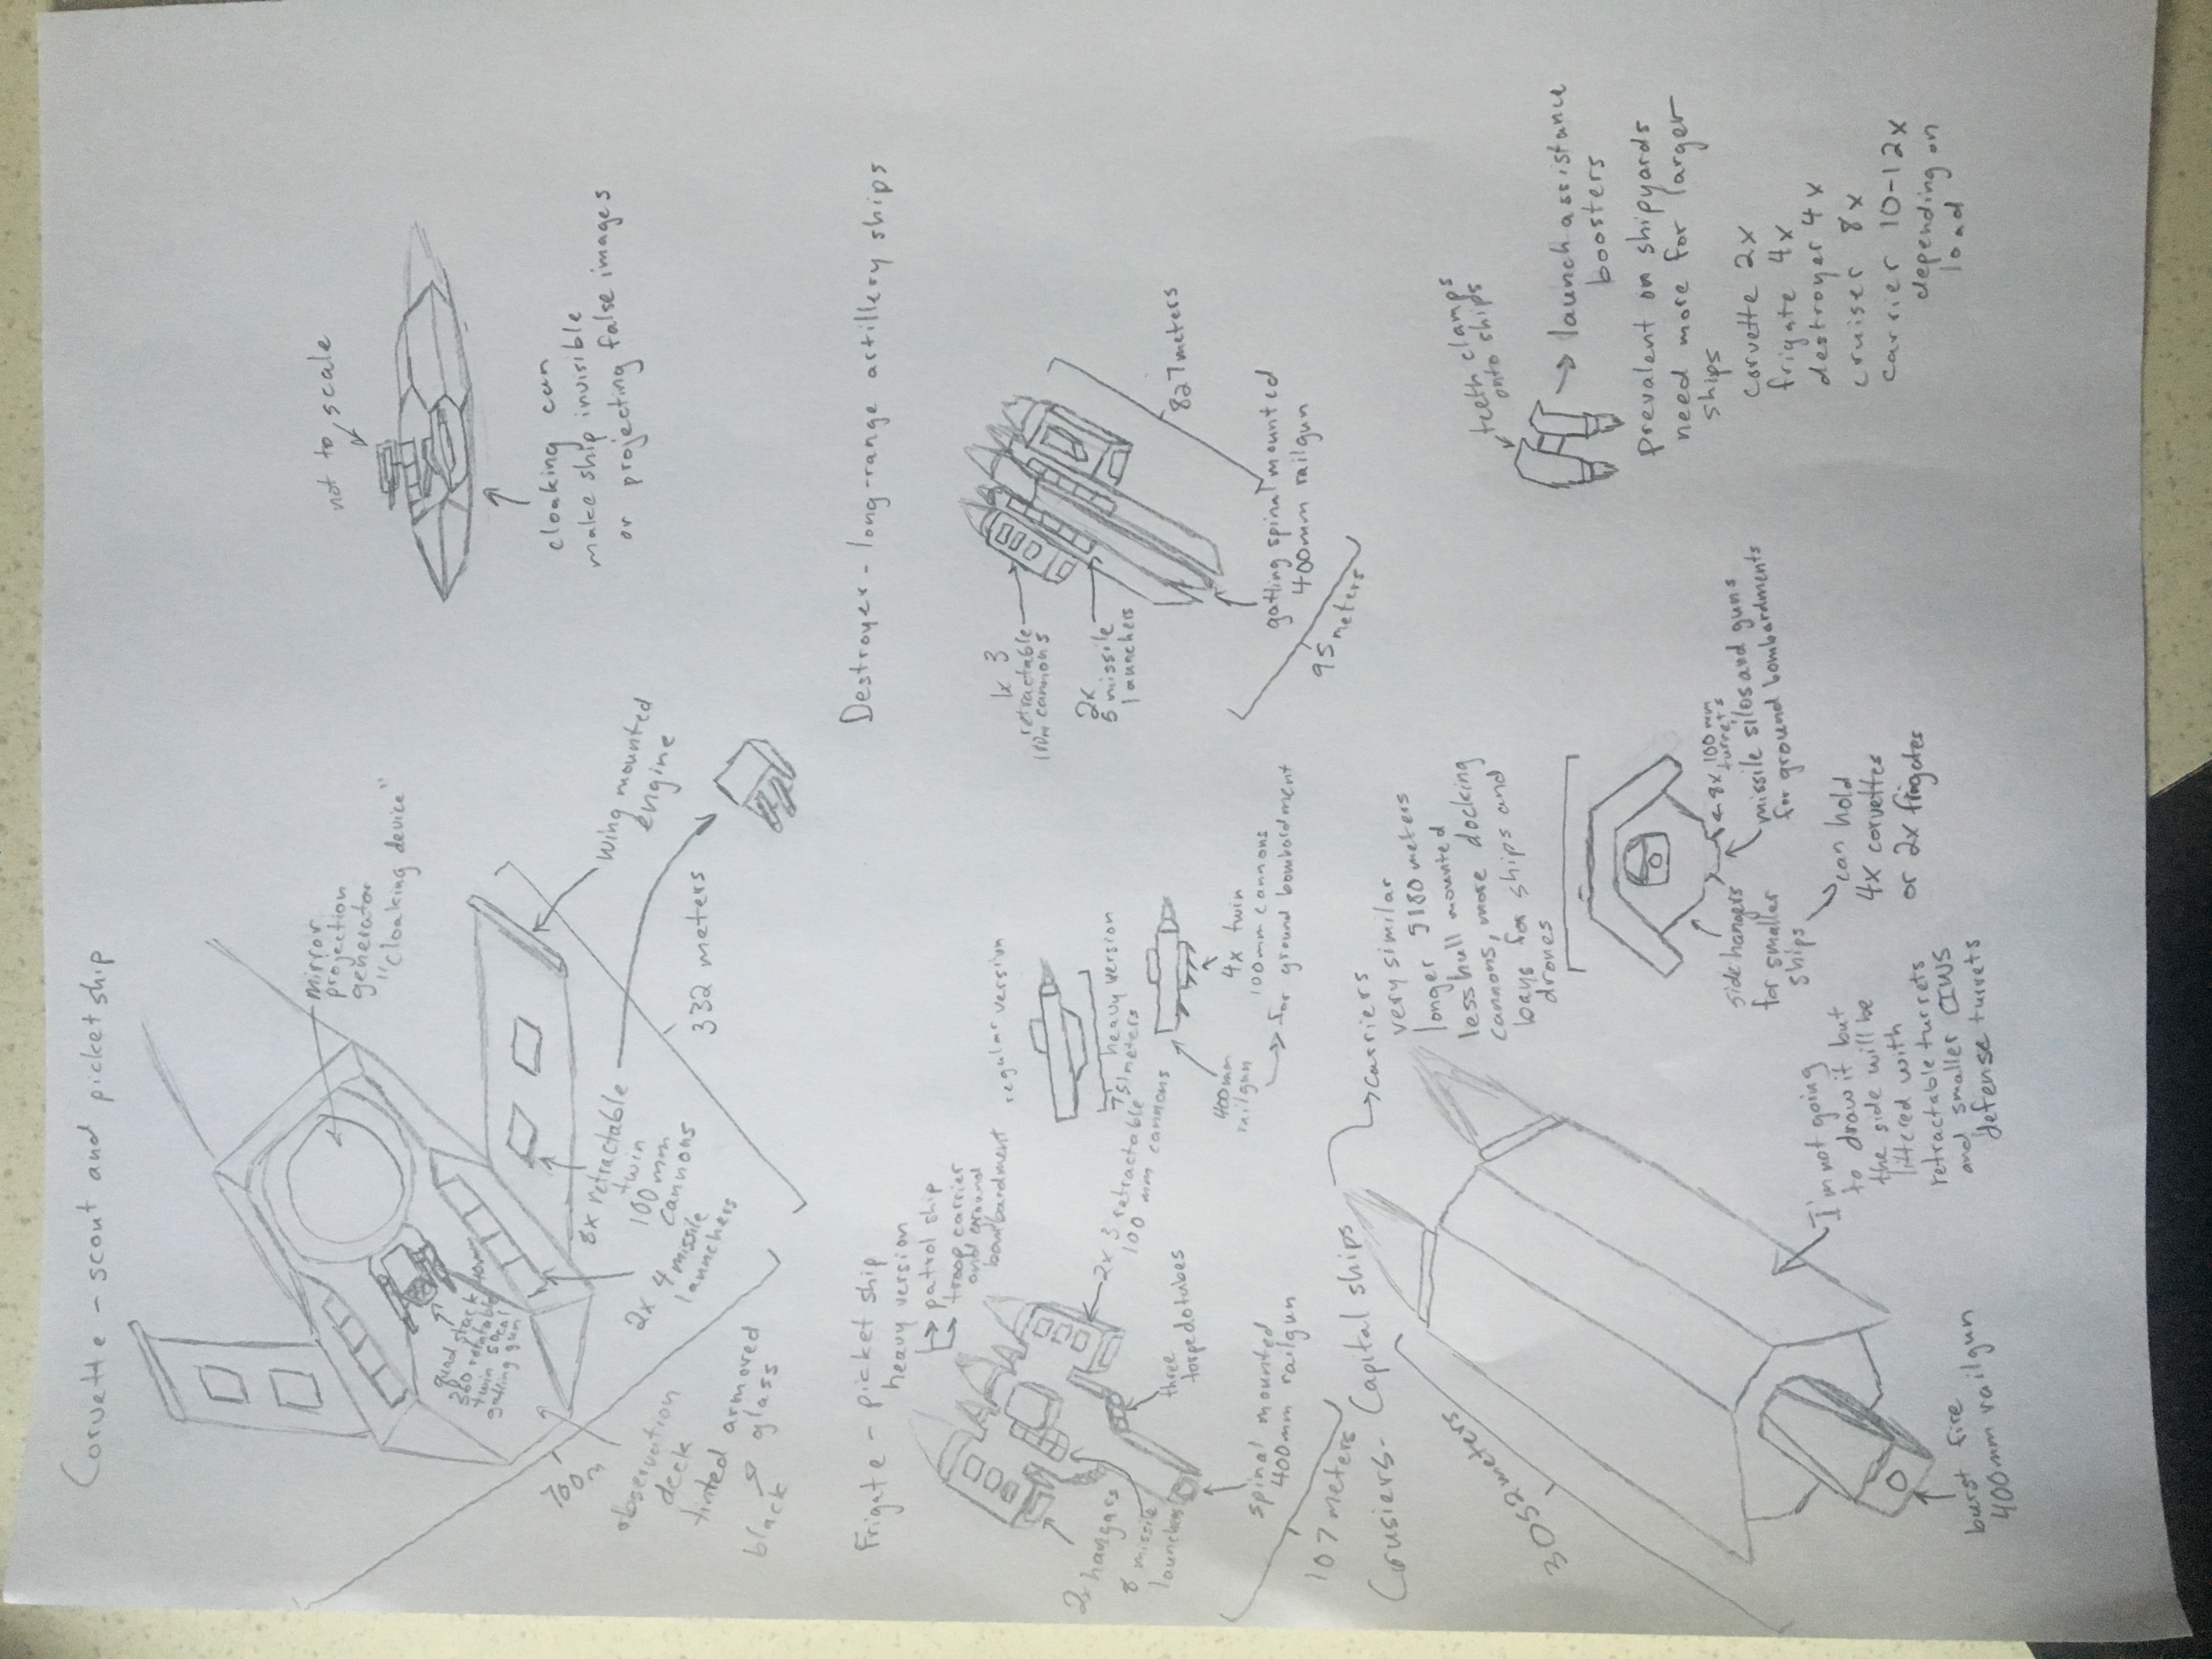 Corvette - scout and picket ship
mirror
projection
generator
"cloaking device"
quad stack
360 rotatable
twin 50cal
gatling gun
700m
observation
deck
tinted armored
glass
black
2x 4 missile
launchers
8x retractable
twin
100mm
cannons
wing mounted
engine
332 meters
not to scale
cloaking can
make ship invisible
or projecting false images
Frigate - picket ship
heavy version
patrol ship
troop carrier
and ground
bombardment
regular version
751 meters
2x hangars
8 missile
launchers
three
torpedo tubes
2x 3 retractable
100 mm cannons
spinal mounted
400mm railgun
107 meters
heavy version
400mm
railgun
4x twin
100mm cannons
for ground bombardment
Destroyer - long-range artillery ships
1x 3
retractable
cannons
2x
5 missile
launchers
827 meters
gatling spinal mounted
400mm railgun
95 meters
Crusiers - Capital ships
3052 meters
carriers
very similar
longer 5180 meters
less hull mounted
cannons, more docking
bays for ships and
drones
side hangers
for smaller
ships
can hold
4x corvettes
or 2x frigates
8x 100 mm
turrets
missile silos and guns
for ground bombardments
I'm not going
to draw it but
the side will be
littered with
retractable turrets
and smaller CIWS
defense turrets
burst fire
400mm railgun
teeth clamps
onto ships
launch assistance
boosters
prevalent on shipyards
need more for larger
ships
corvette 2x
frigate 4x
destroyer 4x
cruiser 8x
carrier 10-12x
depending on
load